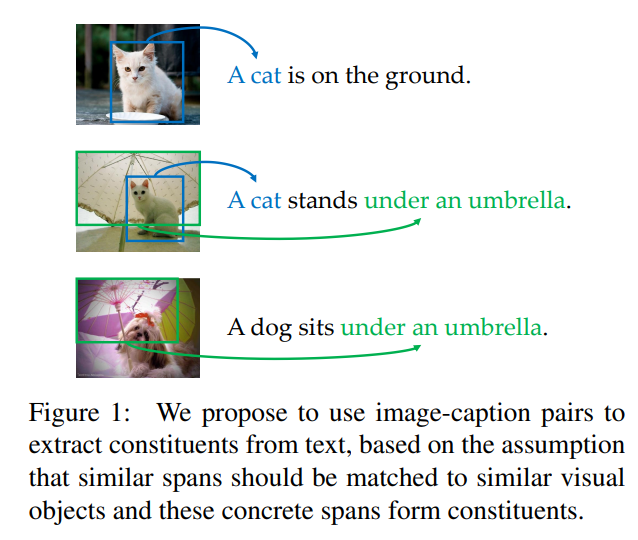 A cat is on the ground.
A cat stands under an umbrella.
A dog sits under an umbrella.
Figure 1: We propose to use image-caption pairs to
extract constituents from text, based on the assumption
that similar spans should be matched to similar visual
objects and these concrete spans form constituents.